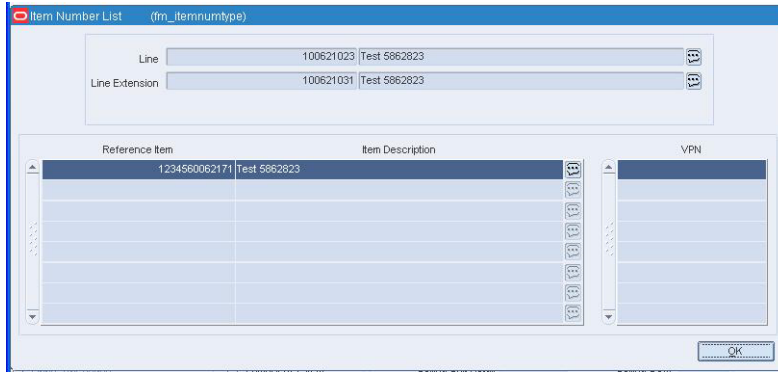 Item Number List (fm_itemnumtype)
Line 100621023 Test 5862823
Line Extension 100621031 Test 5862823
Reference Item Item Description VPN
1234560062171 Test 5862823
OK